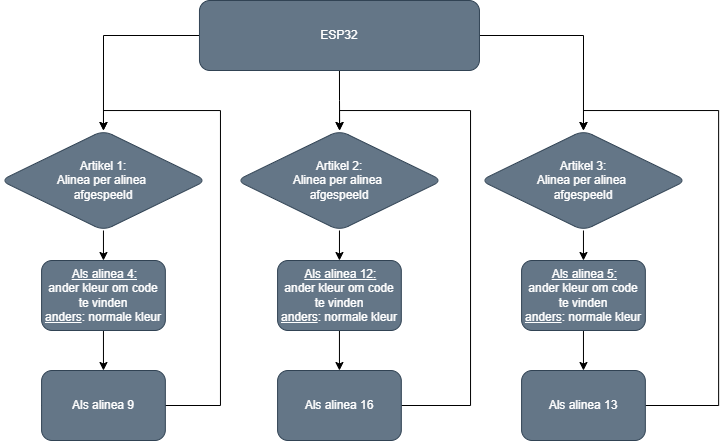 ESP32
Artikel 1:
Alinea per alinea
afgespeeld
Artikel 2:
Alinea per alinea
afgespeeld
Artikel 3:
Alinea per alinea
afgespeeld
Als alinea 4:
ander kleur om code
te vinden
anders: normale kleur
Als alinea 12:
ander kleur om code
te vinden
anders: normale kleur
Als alinea 5:
ander kleur om code
te vinden
anders: normale kleur
Als alinea 9
Als alinea 16
Als alinea 13